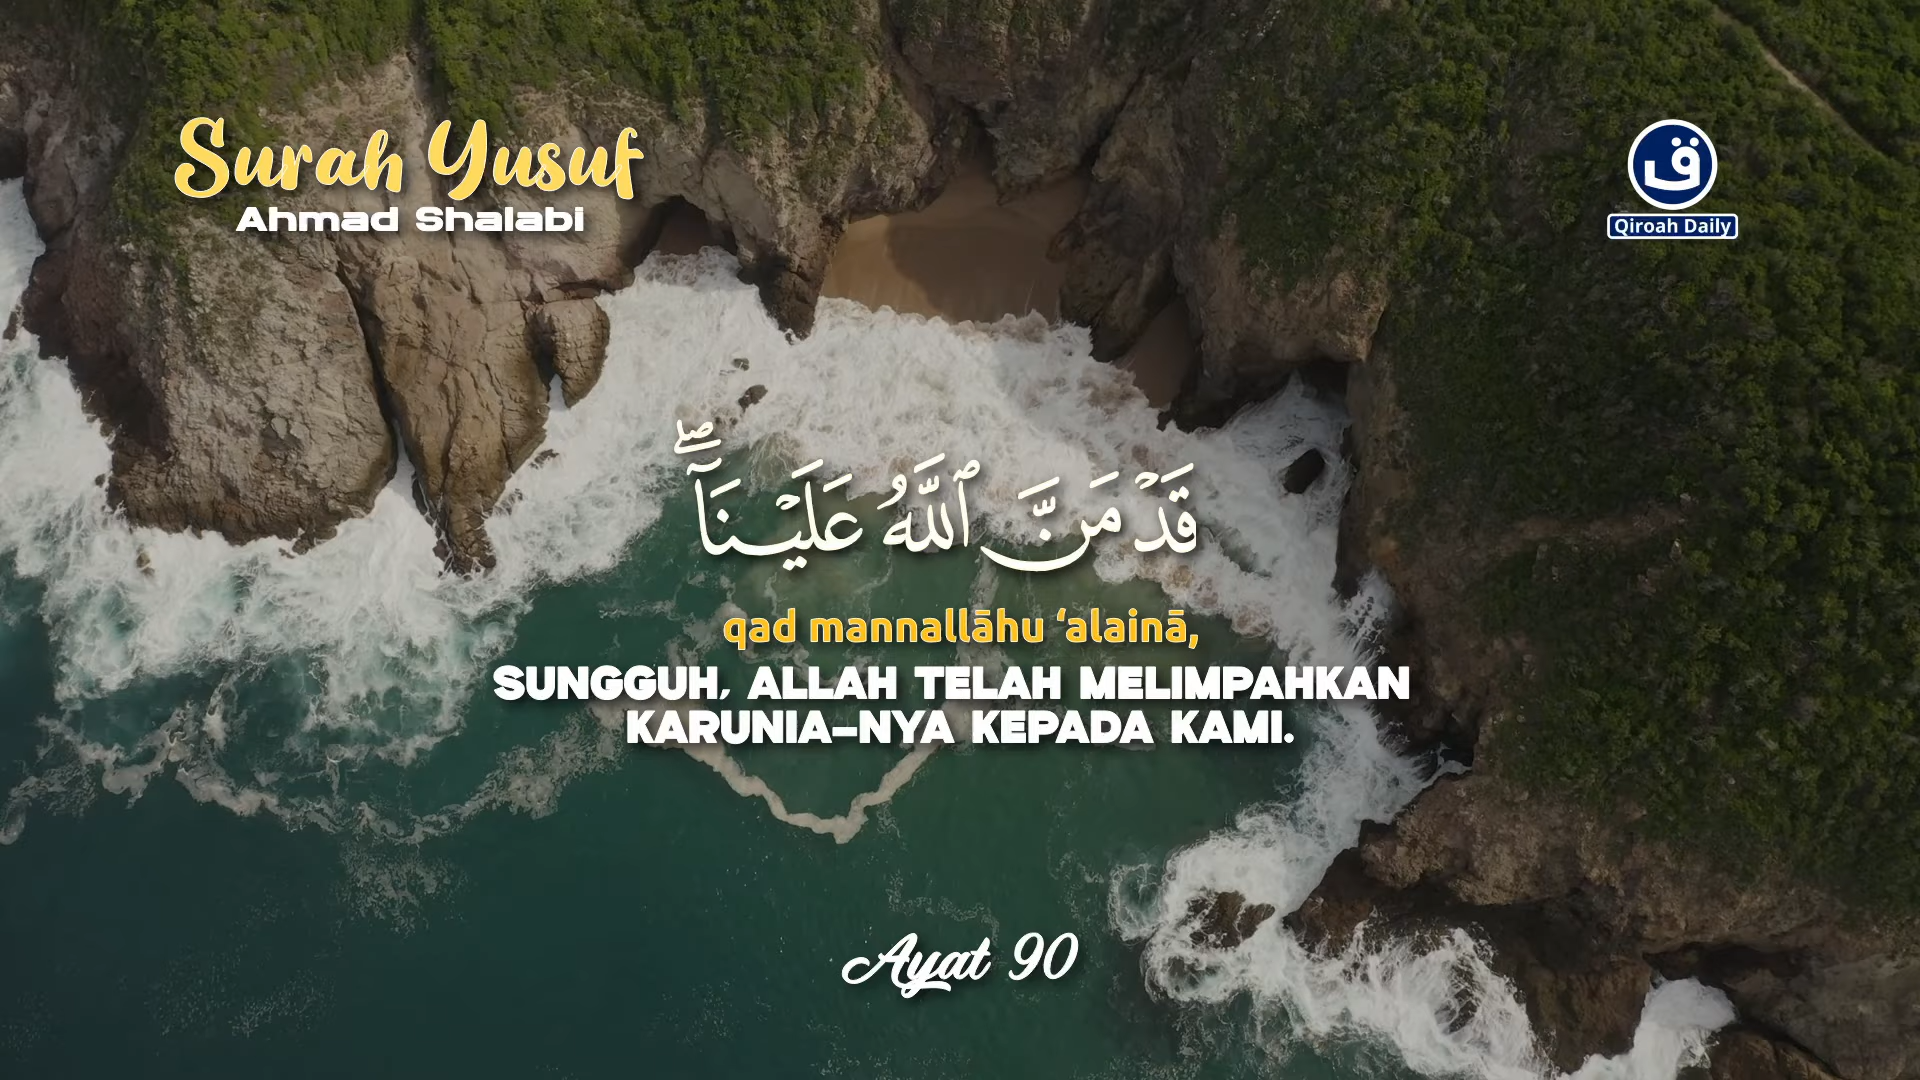 Surah Yusuf
Ahmad Shalabi
ق
Qiroah Daily
قَدْ مَنَّ ٱللَّهُ عَلَيْنَآ ۖ
qad mannallāhu ‘alainā,
SUNGGUH, ALLAH TELAH MELIMPAHKAN
KARUNIA-NYA KEPADA KAMI.
Ayat 90